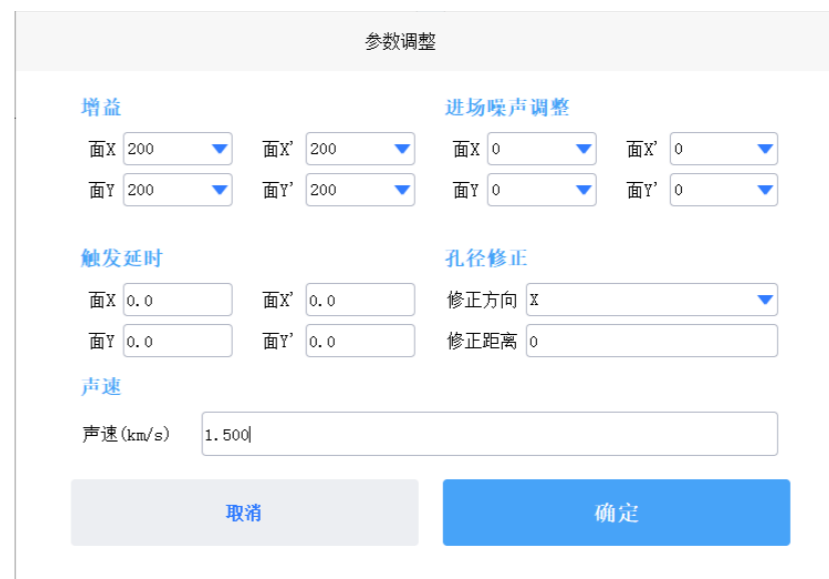 参数调整
增益 进场噪声调整
面X 200 面X' 200 面X 0 面X' 0
面Y 200 面Y' 200 面Y 0 面Y' 0
触发延时 孔径修正
面X 0.0 面X' 0.0 修正方向 X
面Y 0.0 面Y' 0.0 修正距离 0
声速
声速(km/s) 1.500
取消 确定